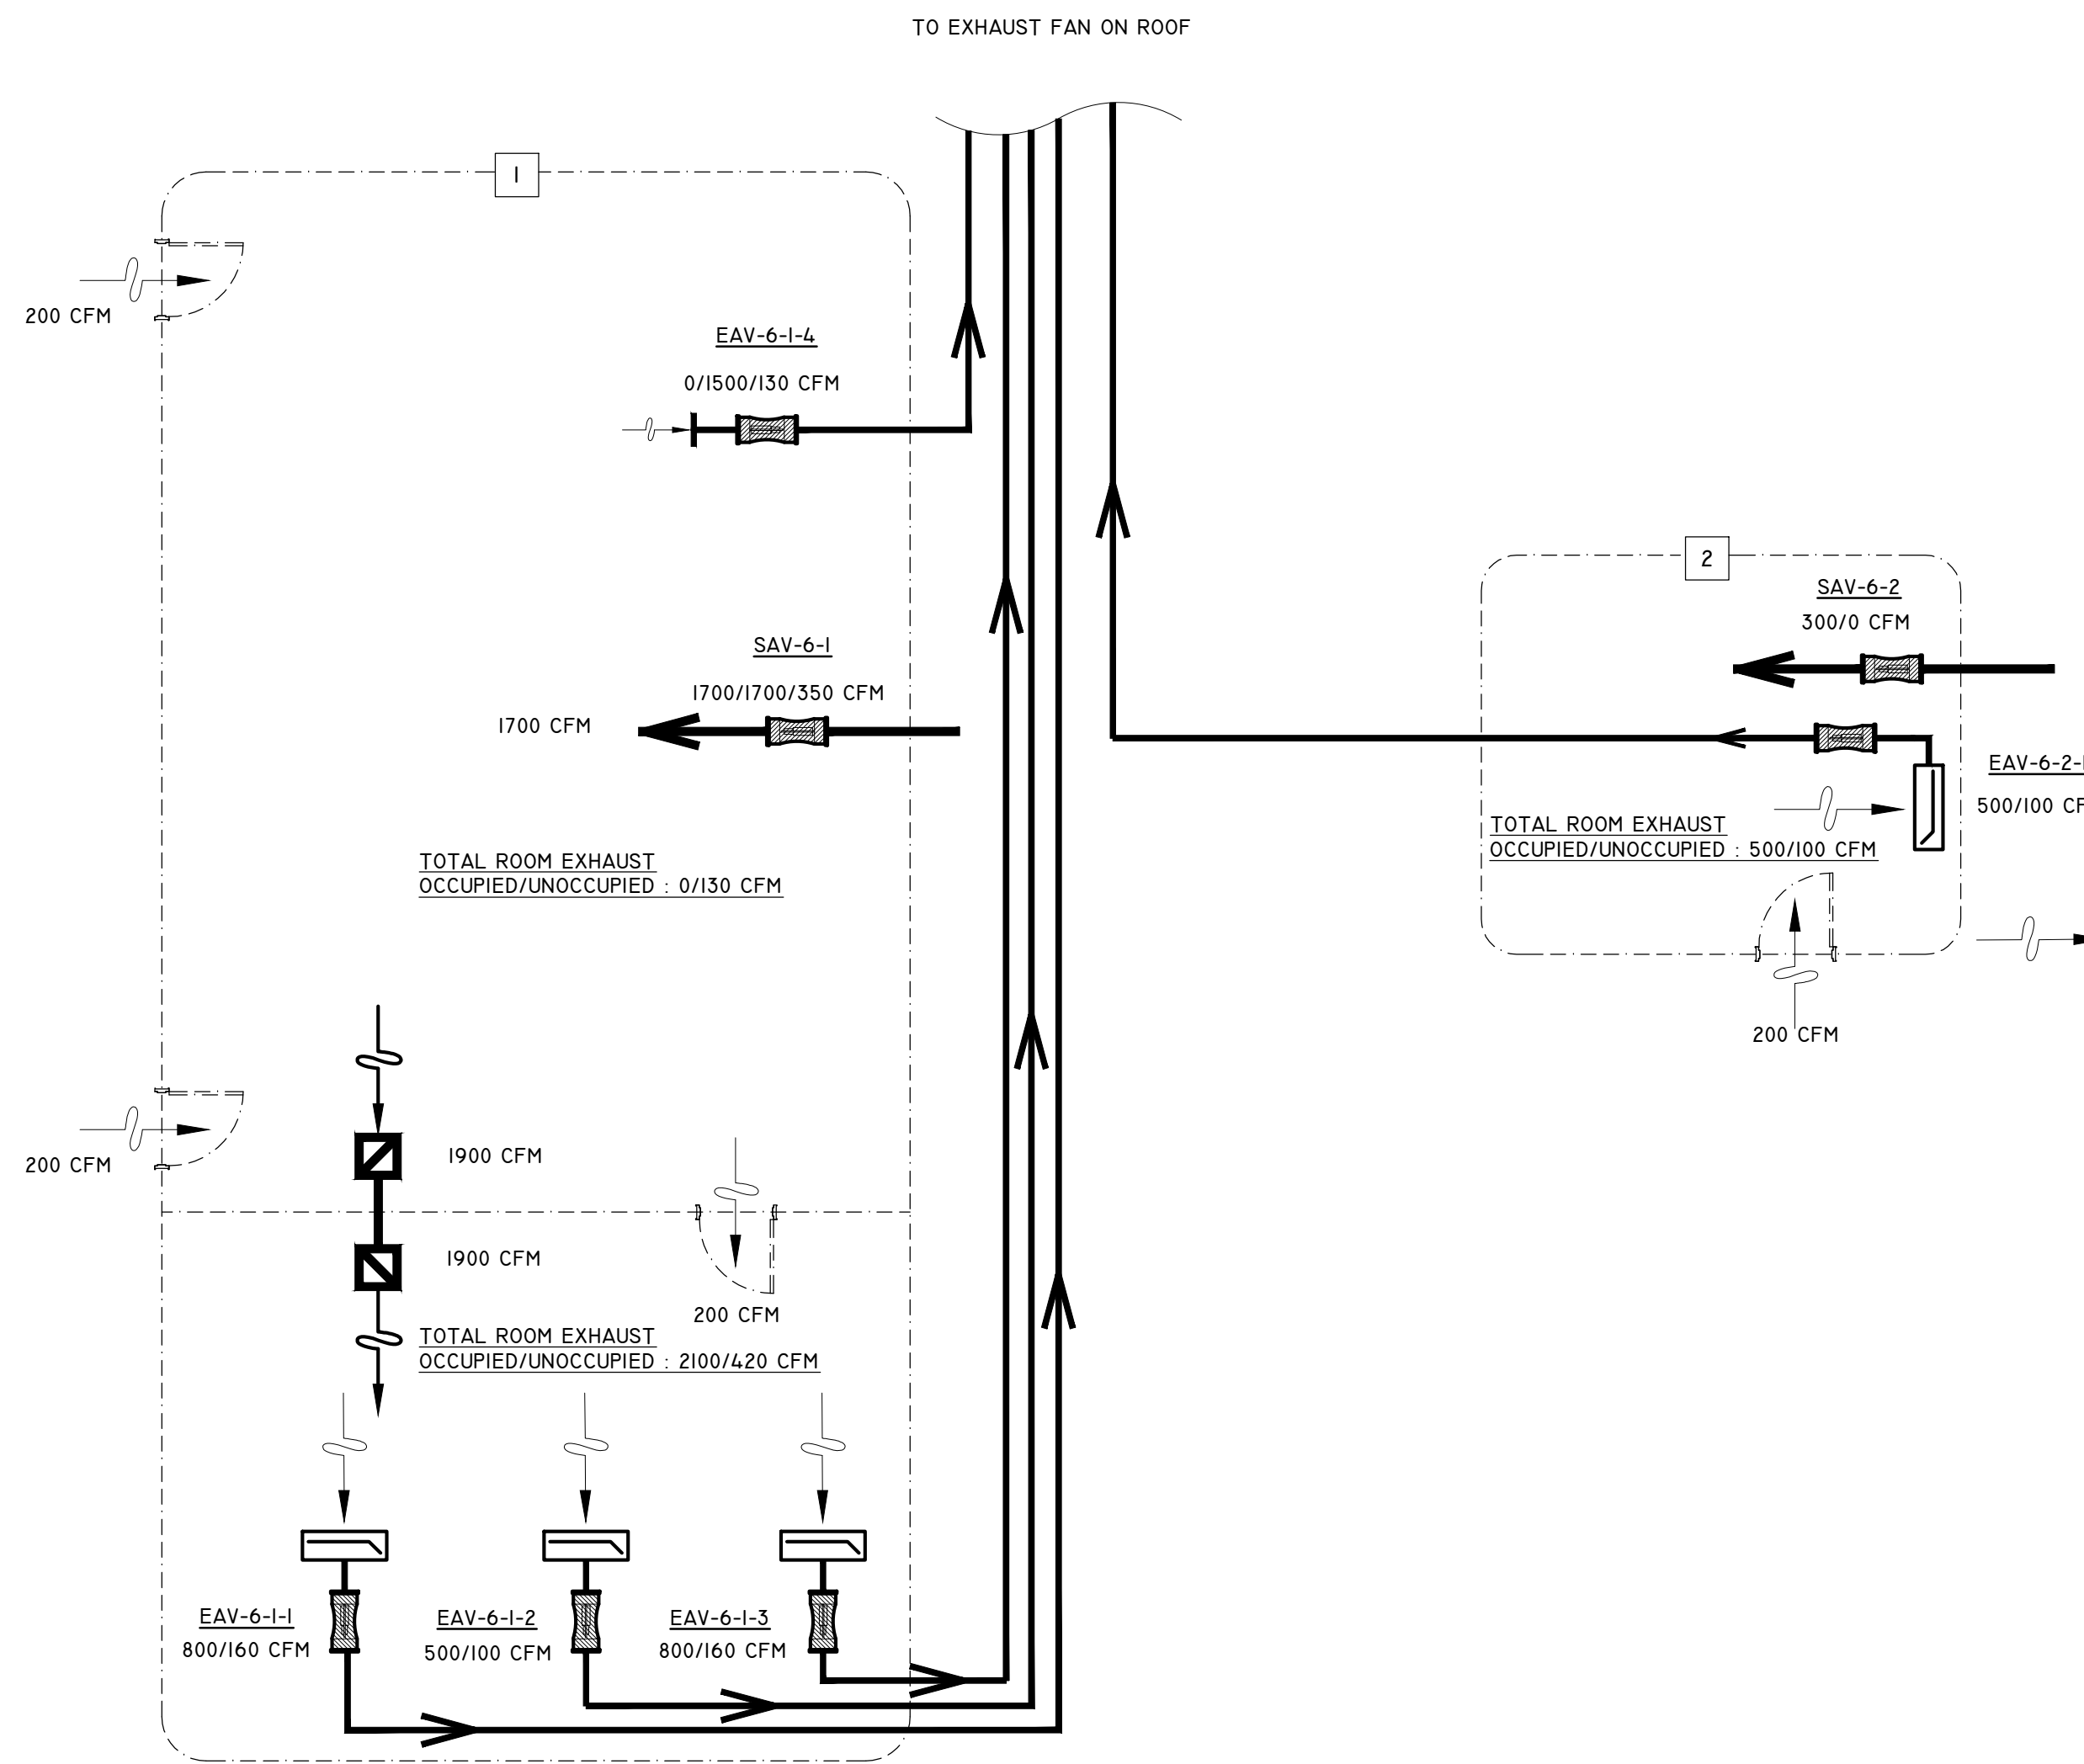 TO EXHAUST FAN ON ROOF
1
200 CFM
EAV-6-1-4
0/1500/130 CFM
2
SAV-6-2
300/0 CFM
SAV-6-1
1700/1700/350 CFM
1700 CFM
EAV-6-2-1
500/100 CF
TOTAL ROOM EXHAUST
OCCUPIED/UNOCCUPIED : 500/100 CFM
TOTAL ROOM EXHAUST
OCCUPIED/UNOCCUPIED : 0/130 CFM
200 CFM
1900 CFM
200 CFM
1900 CFM
200 CFM
TOTAL ROOM EXHAUST
OCCUPIED/UNOCCUPIED : 2100/420 CFM
EAV-6-1-1
800/160 CFM
EAV-6-1-2
500/100 CFM
EAV-6-1-3
800/160 CFM